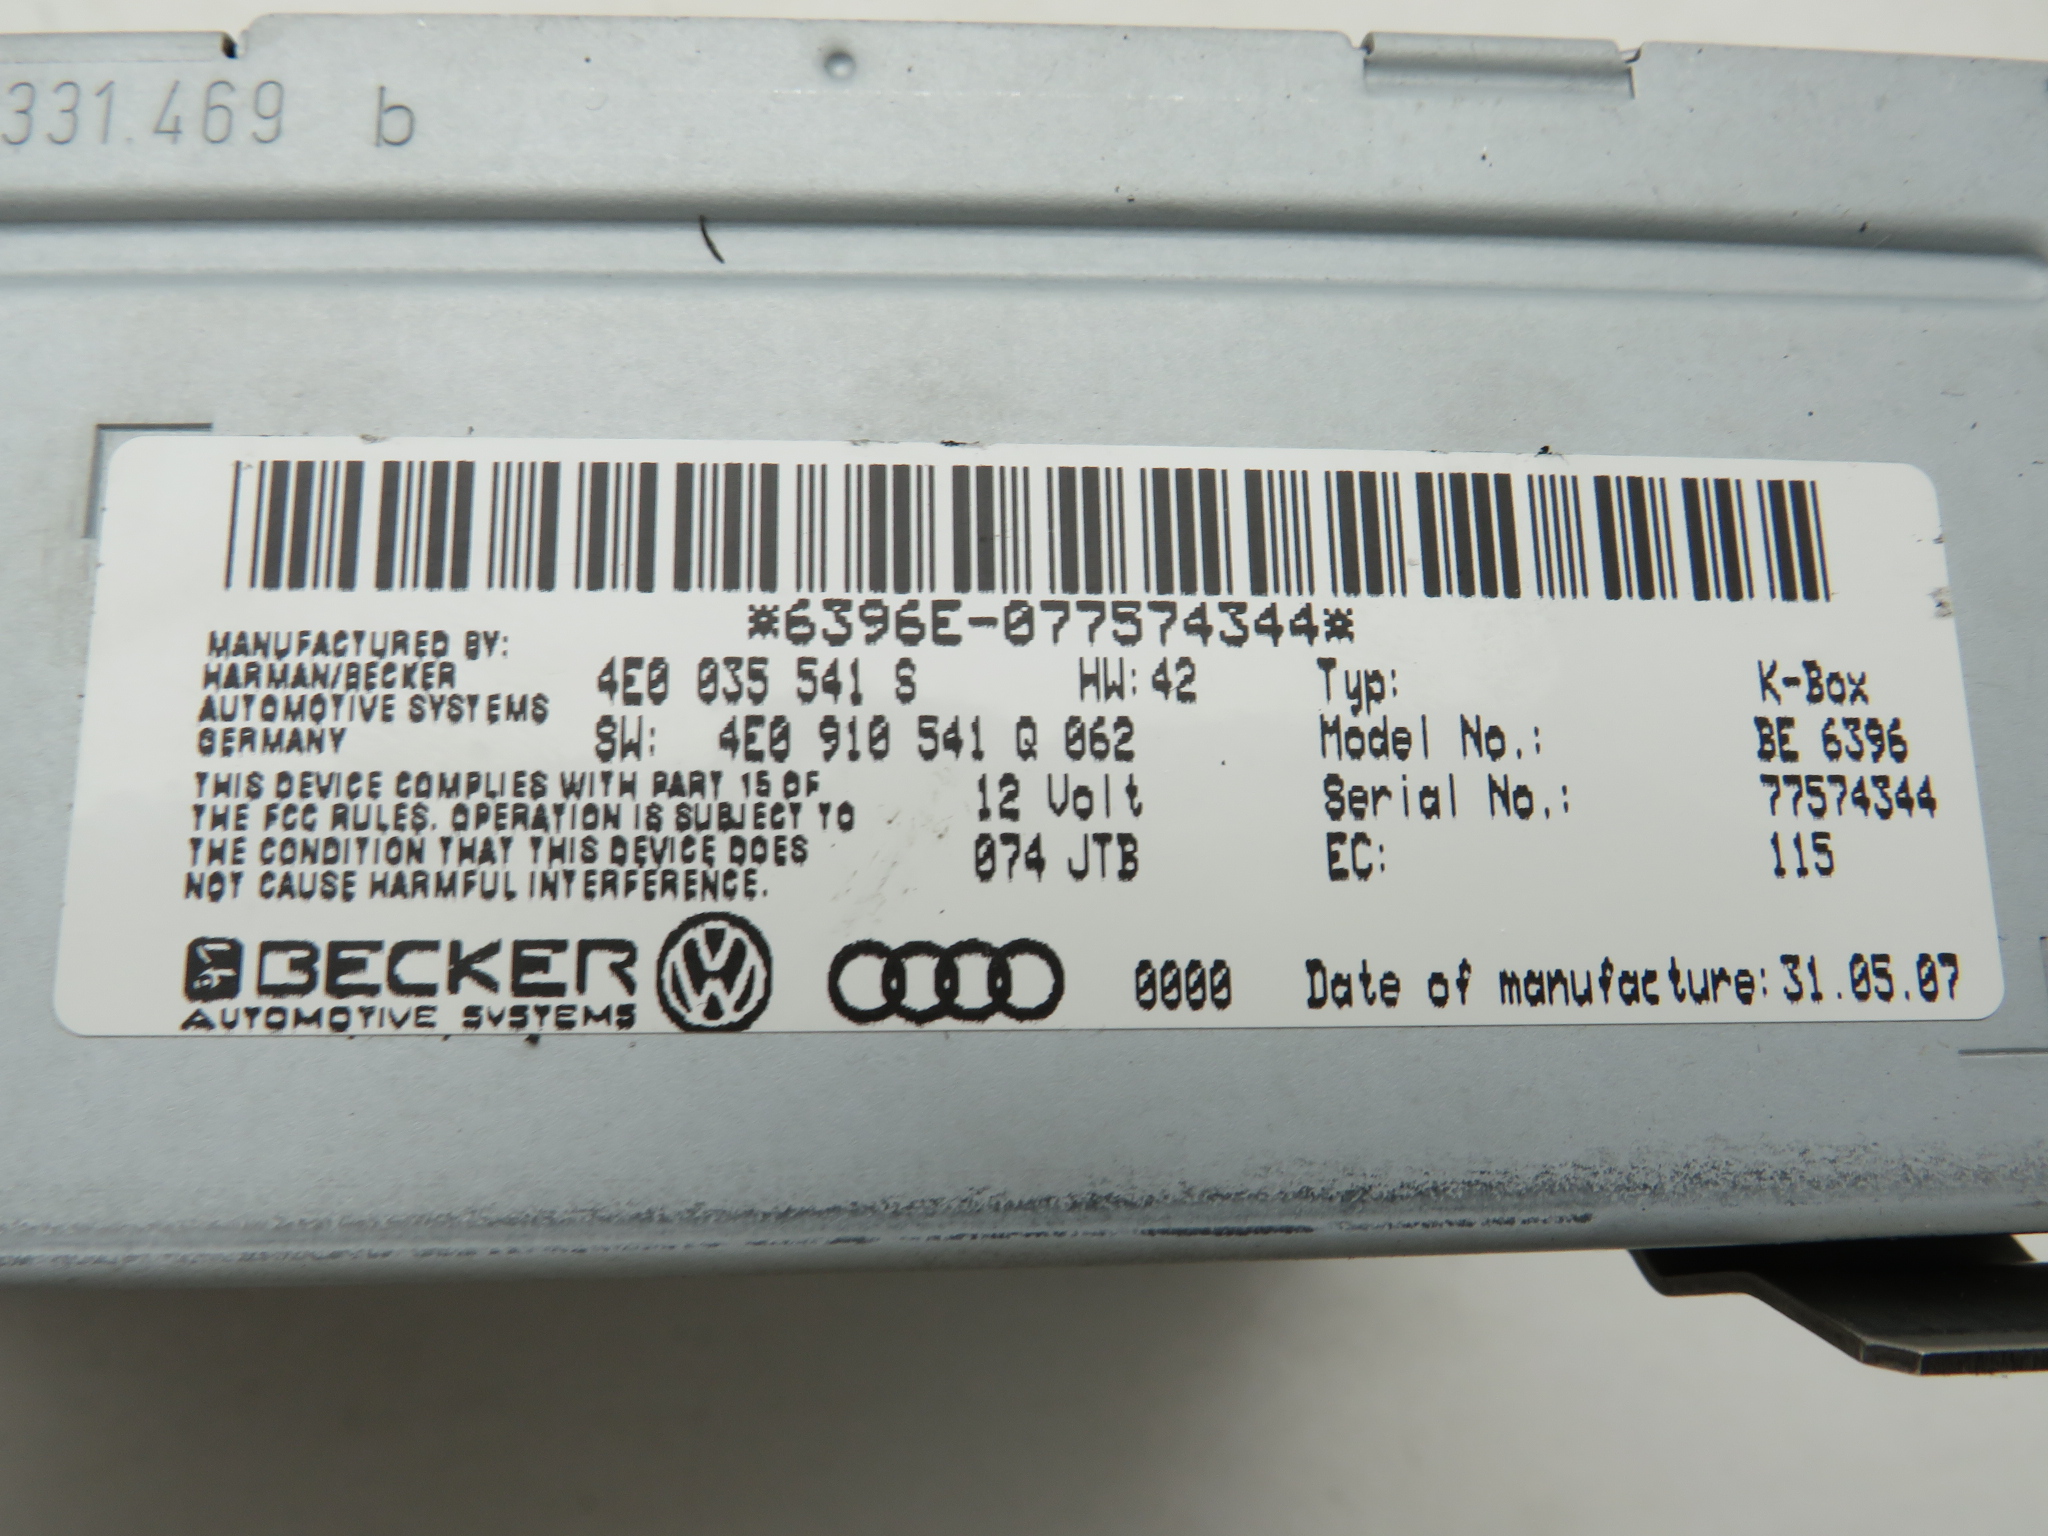 331.469 b
*6396E-077574344*
MANUFACTURED BY:
HARMAN/BECKER
AUTOMOTIVE SYSTEMS
GERMANY
4E0 035 541 S HW:42
SW: 4E0 910 541 Q 062
12 Volt
074 JTB
Typ: K-Box
Model No.: BE 6396
Serial No.: 77574344
EC: 115
THIS DEVICE COMPLIES WITH PART 15 OF
THE FCC RULES. OPERATION IS SUBJECT TO
THE CONDITION THAT THIS DEVICE DOES
NOT CAUSE HARMFUL INTERFERENCE.
BECKER
AUTOMOTIVE SYSTEMS
0000 Date of manufacture:31.05.07